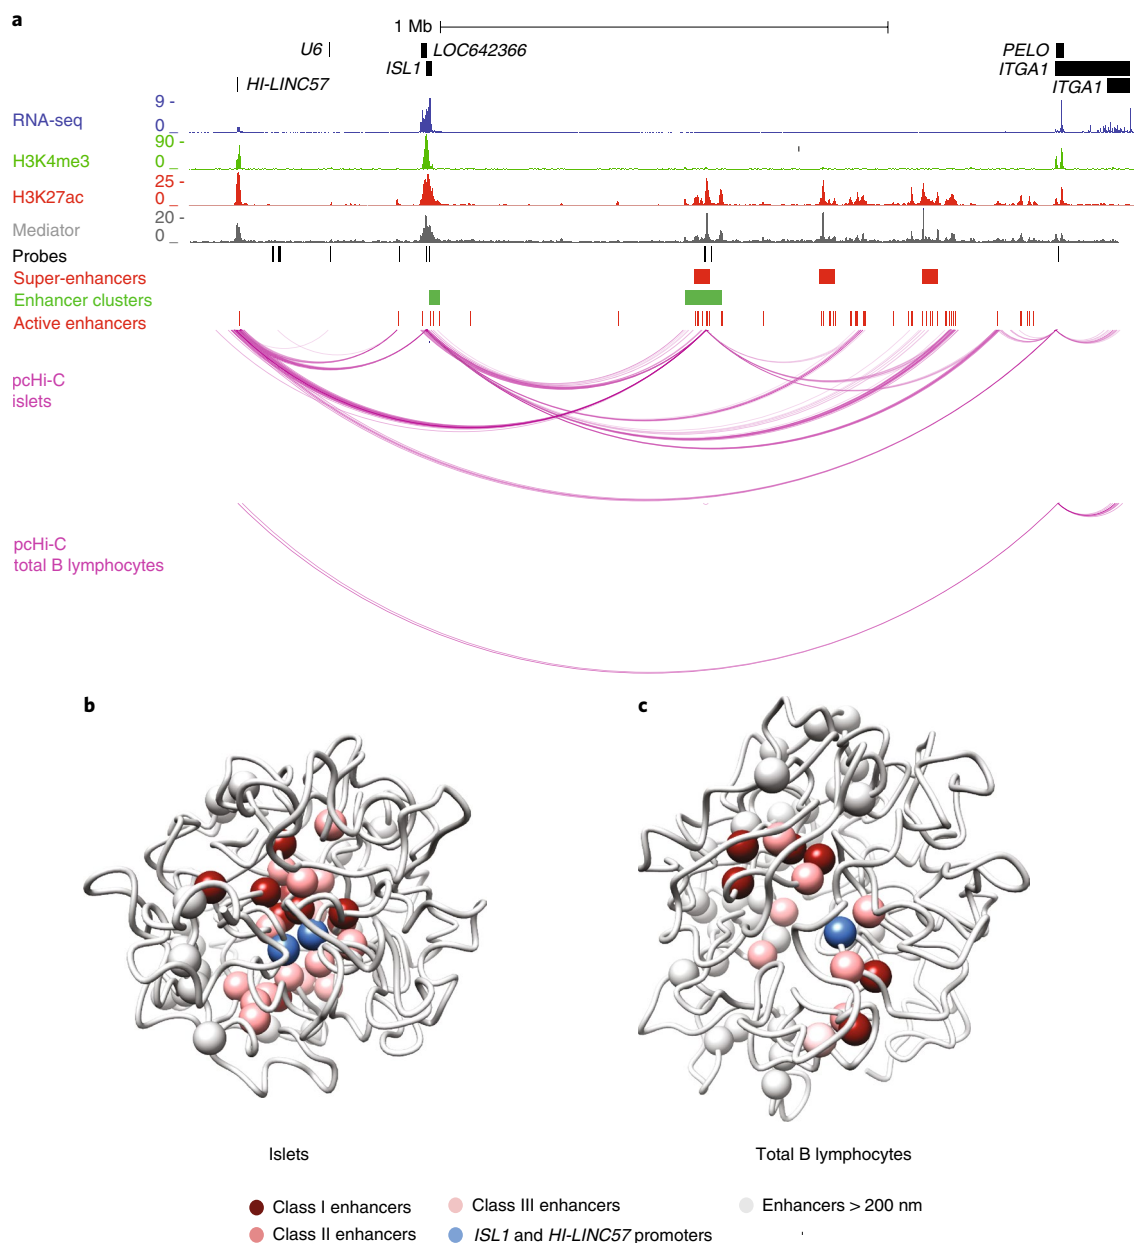 a
1 Mb
U6
LOC642366
PELO
ISL1
ITGA1
HI-LINC57
ITGA1
RNA-seq
9 -
0 _
H3K4me3
90 -
0 _
H3K27ac
25 -
0 _
Mediator
20 -
0 _
Probes
Super-enhancers
Enhancer clusters
Active enhancers
pcHi-C
islets
pcHi-C
total B lymphocytes
b
c
Islets
Total B lymphocytes
Class I enhancers
Class III enhancers
Enhancers > 200 nm
Class II enhancers
ISL1 and HI-LINC57 promoters